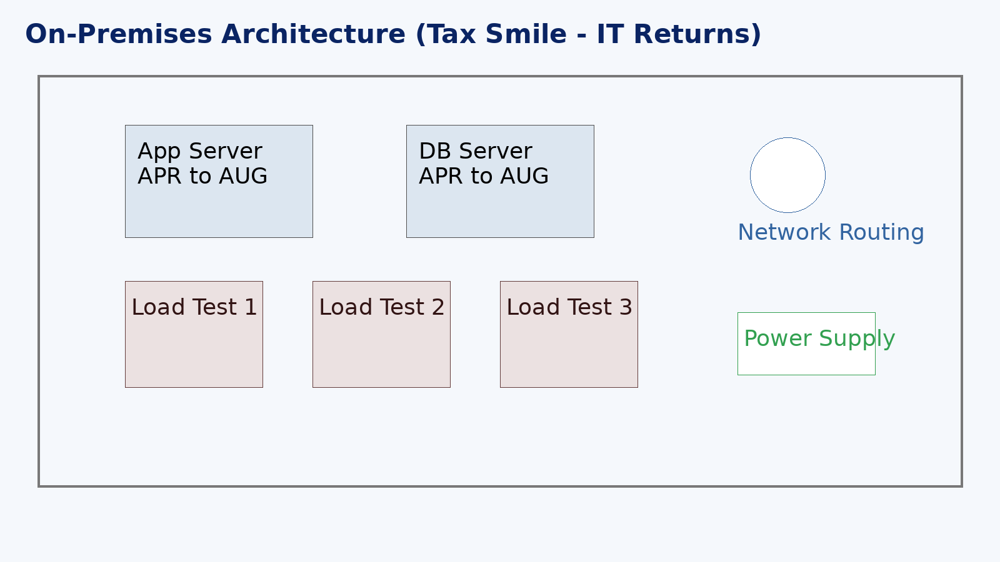 On-Premises Architecture (Tax Smile - IT Returns)
App Server
APR to AUG
DB Server
APR to AUG
Network Routing
Load Test 1
Load Test 2
Load Test 3
Power Supply